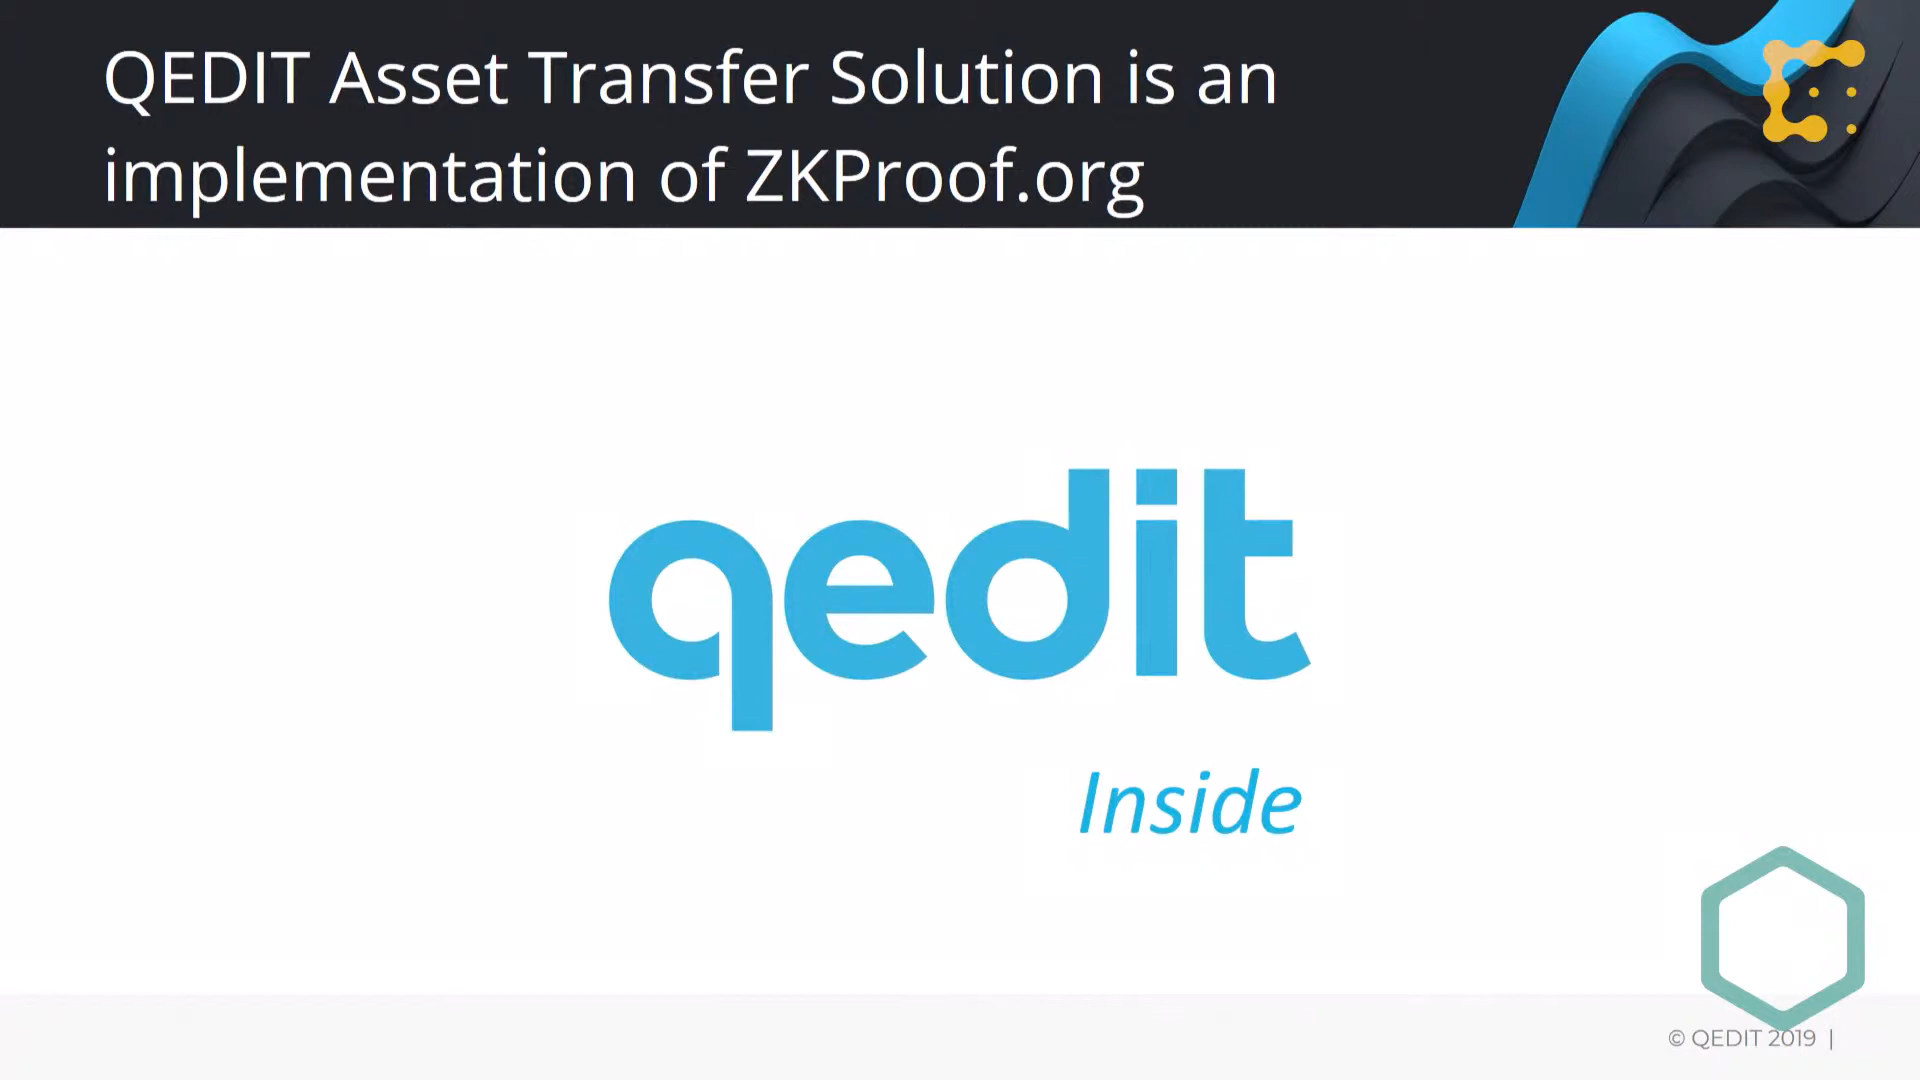 QEDIT Asset Transfer Solution is an
implementation of ZKProof.org
qedit
Inside
© QEDIT 2019 |